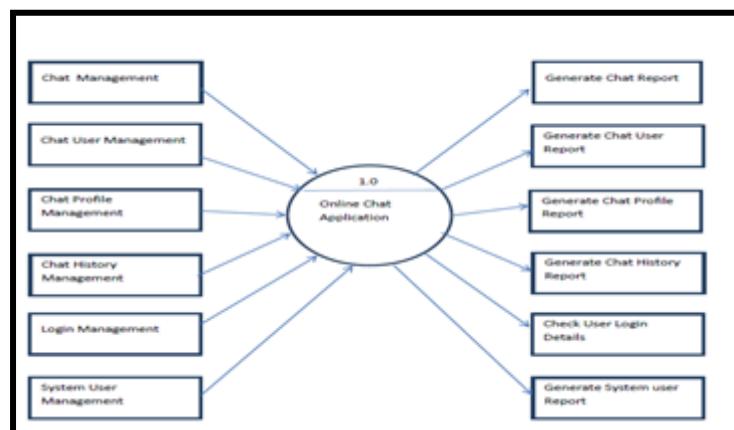 Chat Management
Chat User Management
Chat Profile
Management
Chat History
Management
Login Management
System User
Management
1.0
Online Chat
Application
Generate Chat Report
Generate Chat User
Report
Generate Chat Profile
Report
Generate Chat History
Report
Check User Login
Details
Generate System user
Report